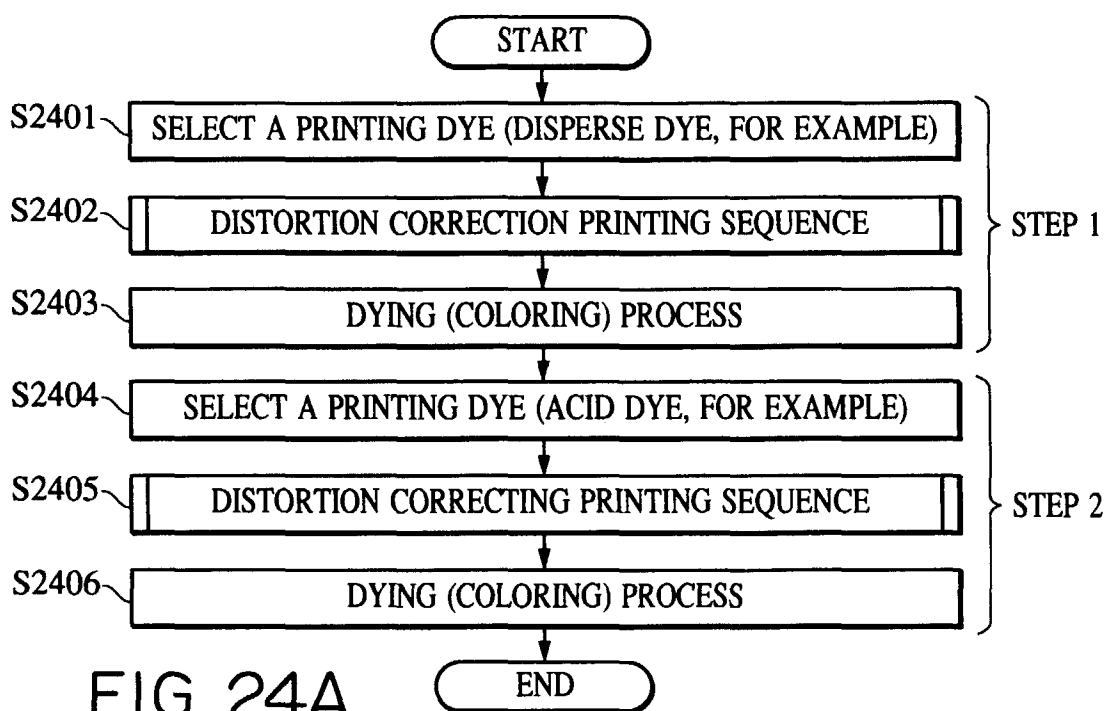 START
S2401
SELECT A PRINTING DYE (DISPERSE DYE, FOR EXAMPLE)
S2402
DISTORTION CORRECTION PRINTING SEQUENCE
STEP 1
S2403
DYING (COLORING) PROCESS
S2404
SELECT A PRINTING DYE (ACID DYE, FOR EXAMPLE)
S2405
DISTORTION CORRECTING PRINTING SEQUENCE
STEP 2
S2406
DYING (COLORING) PROCESS
END
FIG. 24A